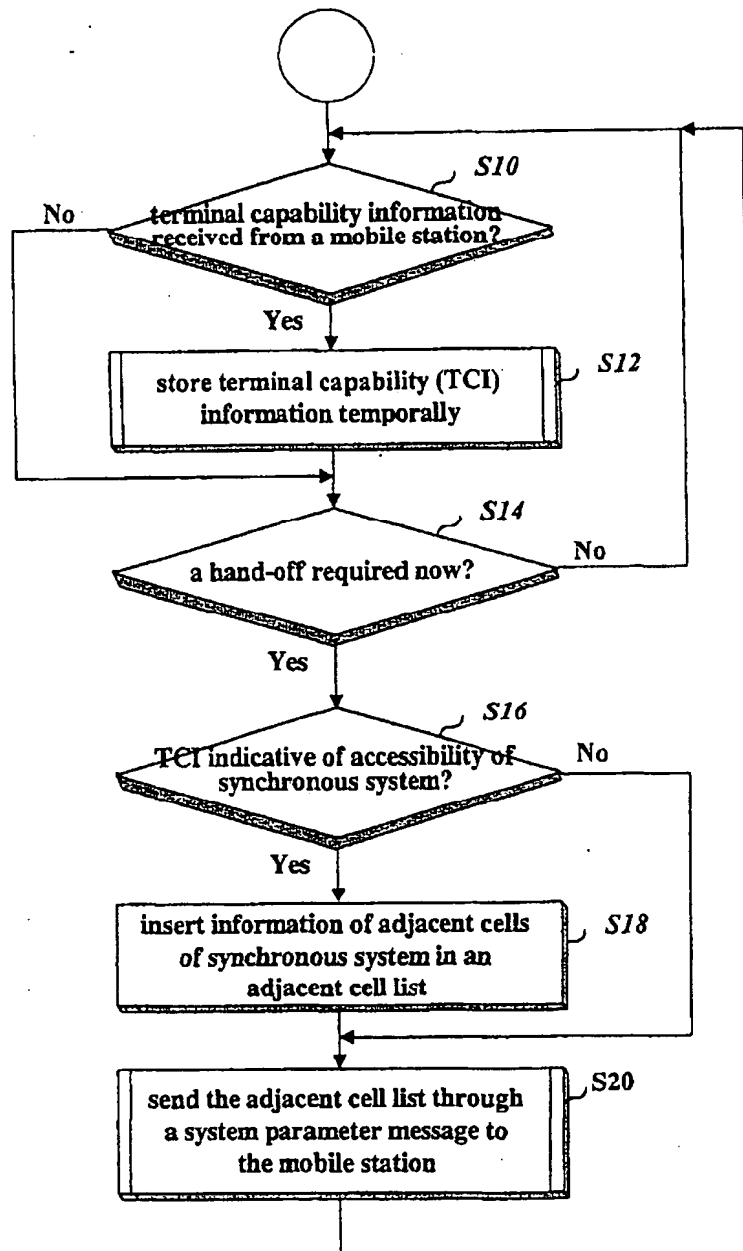 S10
No
terminal capability information
received from a mobile station?
Yes
S12
store terminal capability (TCI)
information temporally
S14
No
a hand-off required now?
Yes
S16
TCI indicative of accessibility of
No
synchronous system?
Yes
insert information of adjacent cells
S18
of synchronous system in an
adjacent cell list
S20
send the adjacent cell list through
a system parameter message to
the mobile station